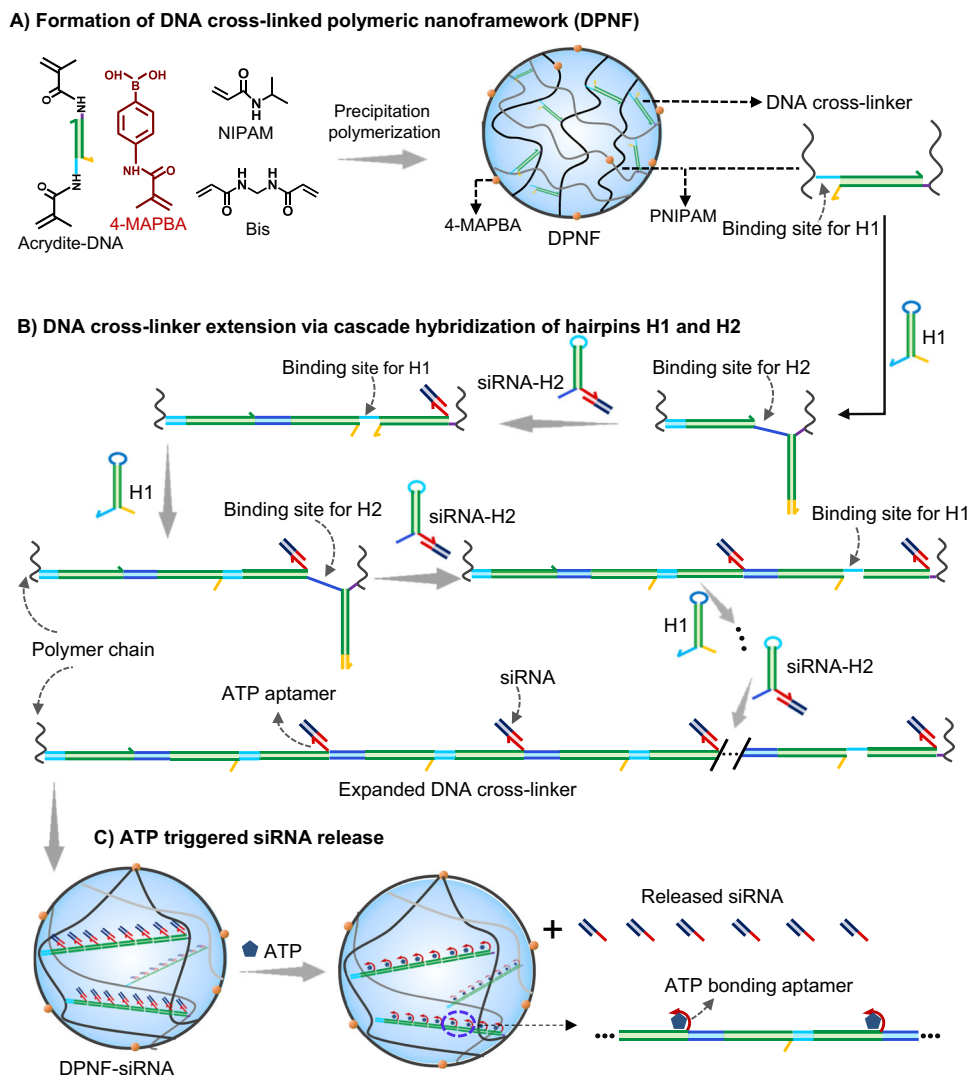 A) Formation of DNA cross-linked polymeric nanoframework (DPNF)
OH OH
B
HN
O
Acrydite-DNA
NH
O
HN
O
4-MAPBA
O
N
H
NIPAM
O
H
N
N
H
O
Bis
Precipitation
polymerization
4-MAPBA
DPNF
PNIPAM
DNA cross-linker
Binding site for H1
H1
B) DNA cross-linker extension via cascade hybridization of hairpins H1 and H2
Binding site for H1
siRNA-H2
Binding site for H2
H1
Binding site for H2
siRNA-H2
Binding site for H1
H1
siRNA-H2
Polymer chain
ATP aptamer
siRNA
Expanded DNA cross-linker
C) ATP triggered siRNA release
ATP
DPNF-siRNA
+
Released siRNA
ATP bonding aptamer